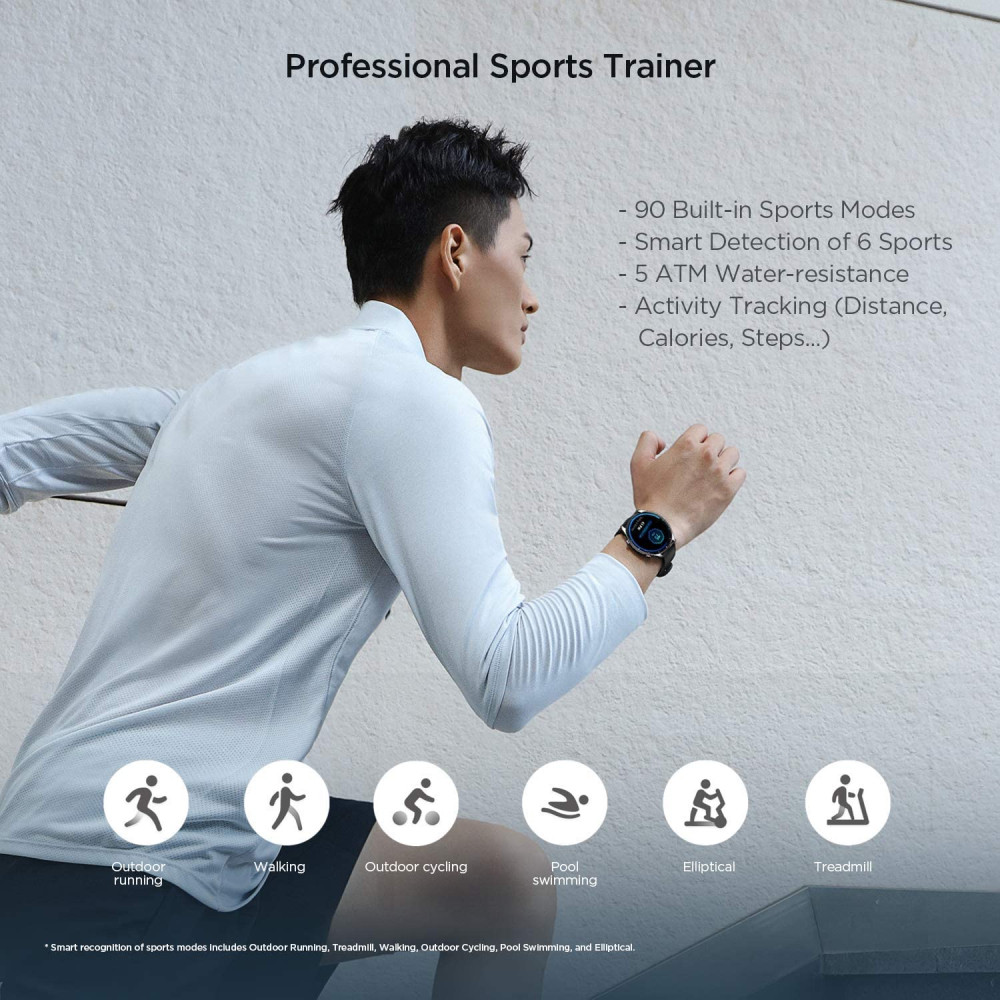 Professional Sports Trainer
- 90 Built-in Sports Modes
- Smart Detection of 6 Sports
- 5 ATM Water-resistance
- Activity Tracking (Distance,
Calories, Steps...)
Outdoor
running
Walking
Outdoor cycling
Pool
swimming
Elliptical
Treadmill
* Smart recognition of sports modes includes Outdoor Running, Treadmill, Walking, Outdoor Cycling, Pool Swimming, and Elliptical.